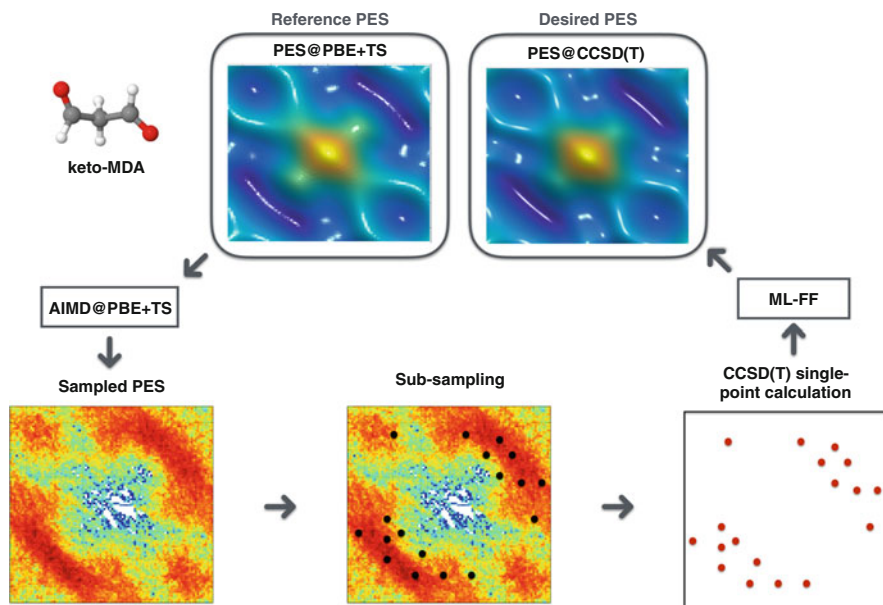 Reference PES
Desired PES
PES@PBE+TS
PES@CCSD(T)
keto-MDA
AIMD@PBE+TS
ML-FF
Sampled PES
Sub-sampling
CCSD(T) single-
point calculation